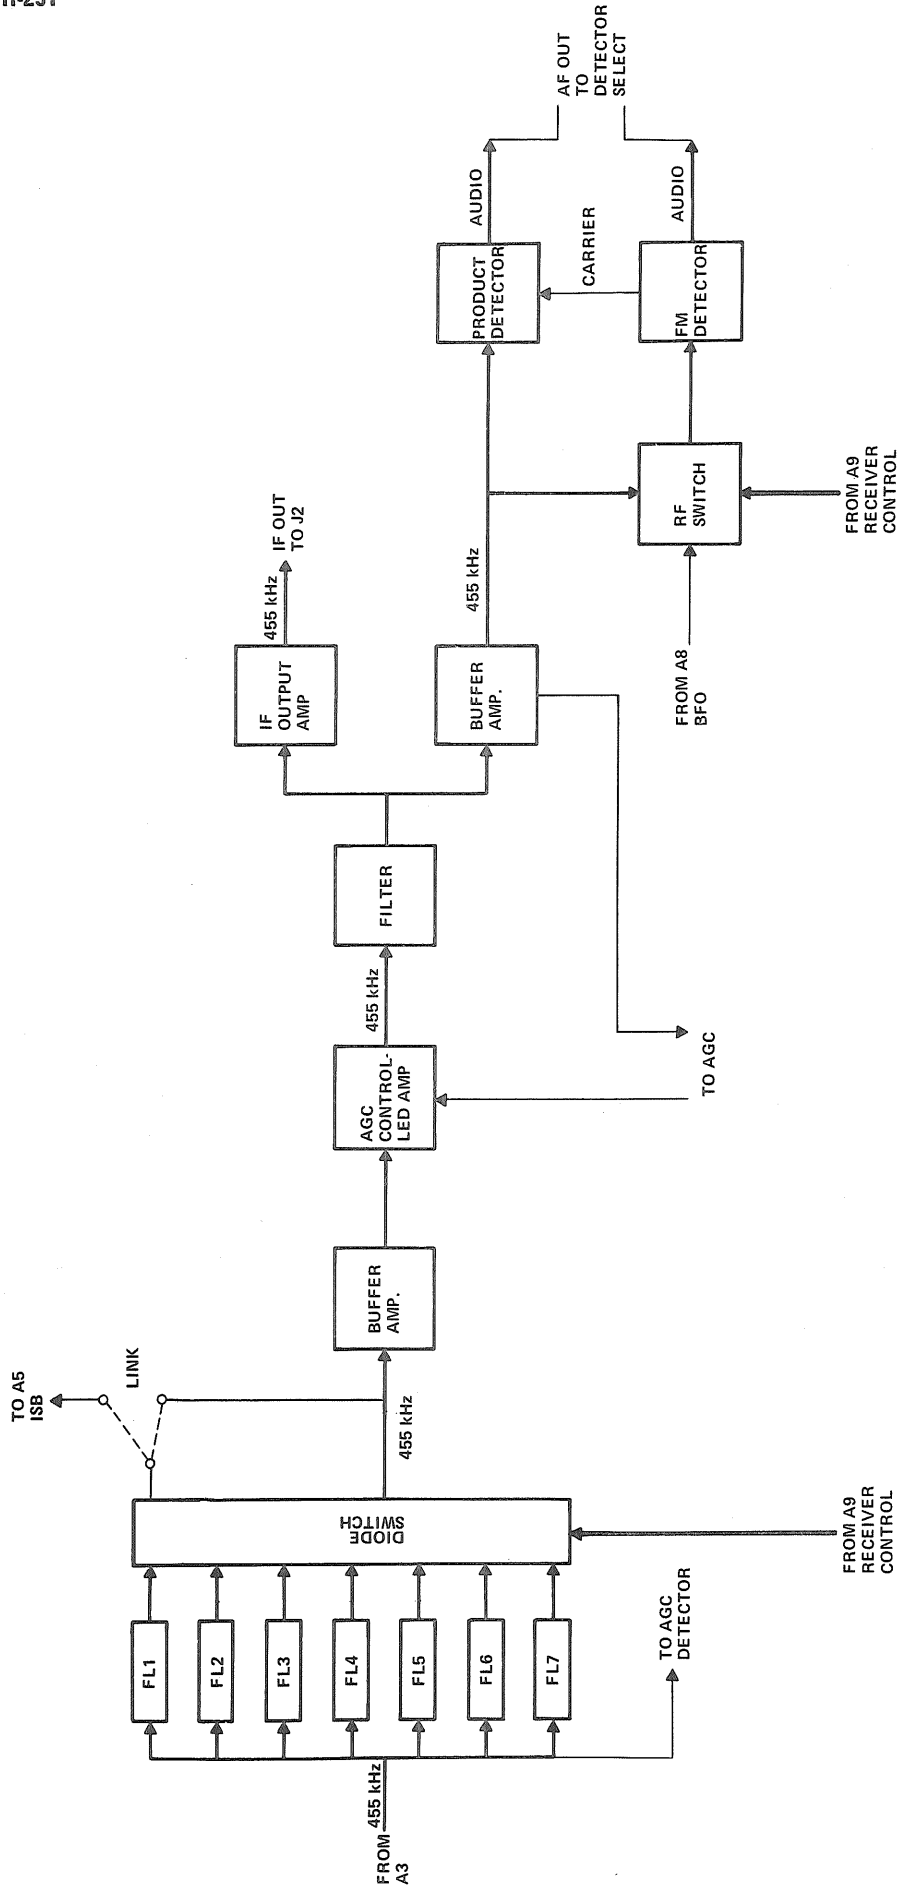 FROM
A3
455 kHz
FL1
FL2
FL3
FL4
FL5
FL6
FL7
TO AGC
DETECTOR
DIODE
SWITCH
FROM A9
RECEIVER
CONTROL
TO A5
ISB
LINK
455 kHz
BUFFER
AMP.
AGC
CONTROL-
LED AMP
TO AGC
455 kHz
FILTER
IF
OUTPUT
AMP
455 kHz
IF OUT
TO J2
BUFFER
AMP.
455 kHz
FROM A8
BFO
RF
SWITCH
FROM A9
RECEIVER
CONTROL
PRODUCT
DETECTOR
CARRIER
FM
DETECTOR
AUDIO
AUDIO
AF OUT
TO
DETECTOR
SELECT